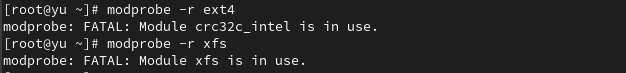 [root@yu ~]# modprobe -r ext4
modprobe: FATAL: Module crc32c_intel is in use.
[root@yu ~]# modprobe -r xfs
modprobe: FATAL: Module xfs is in use.